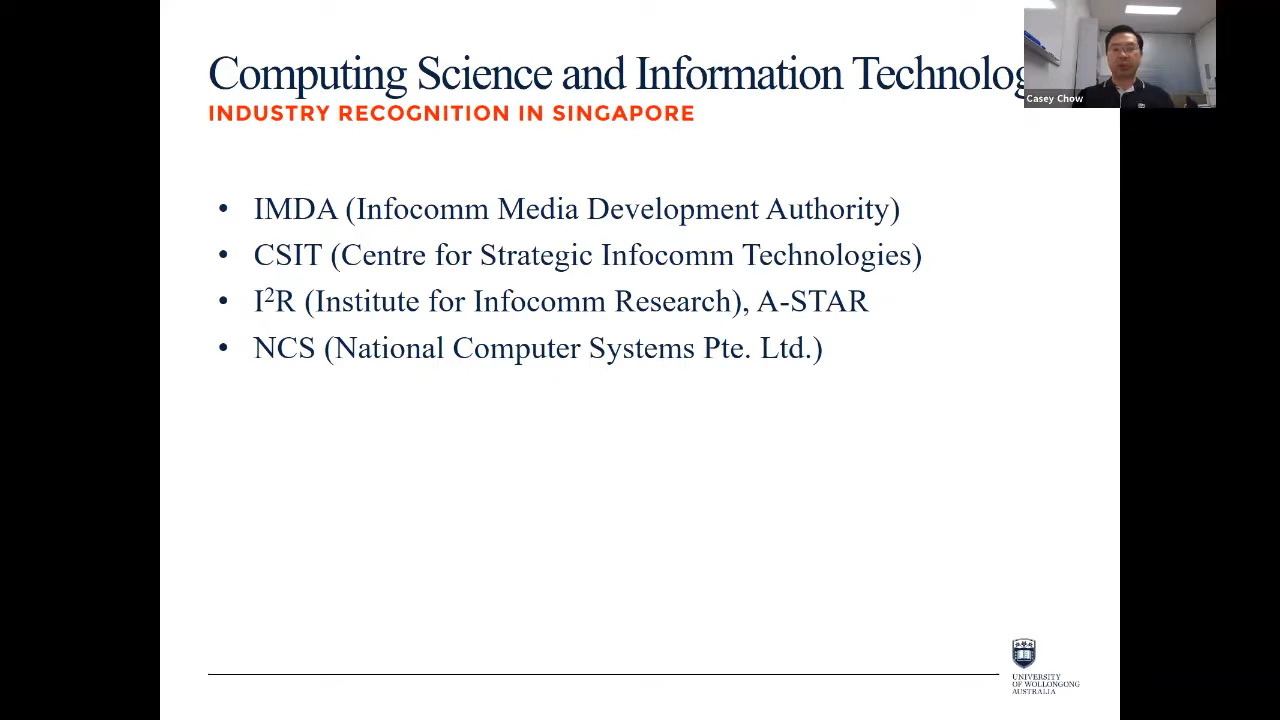 Computing Science and Information Technolog
INDUSTRY RECOGNITION IN SINGAPORE
Casey Chow
• IMDA (Infocomm Media Development Authority)
• CSIT (Centre for Strategic Infocomm Technologies)
• I²R (Institute for Infocomm Research), A-STAR
• NCS (National Computer Systems Pte. Ltd.)
UNIVERSITY
OF WOLLONGONG
AUSTRALIA